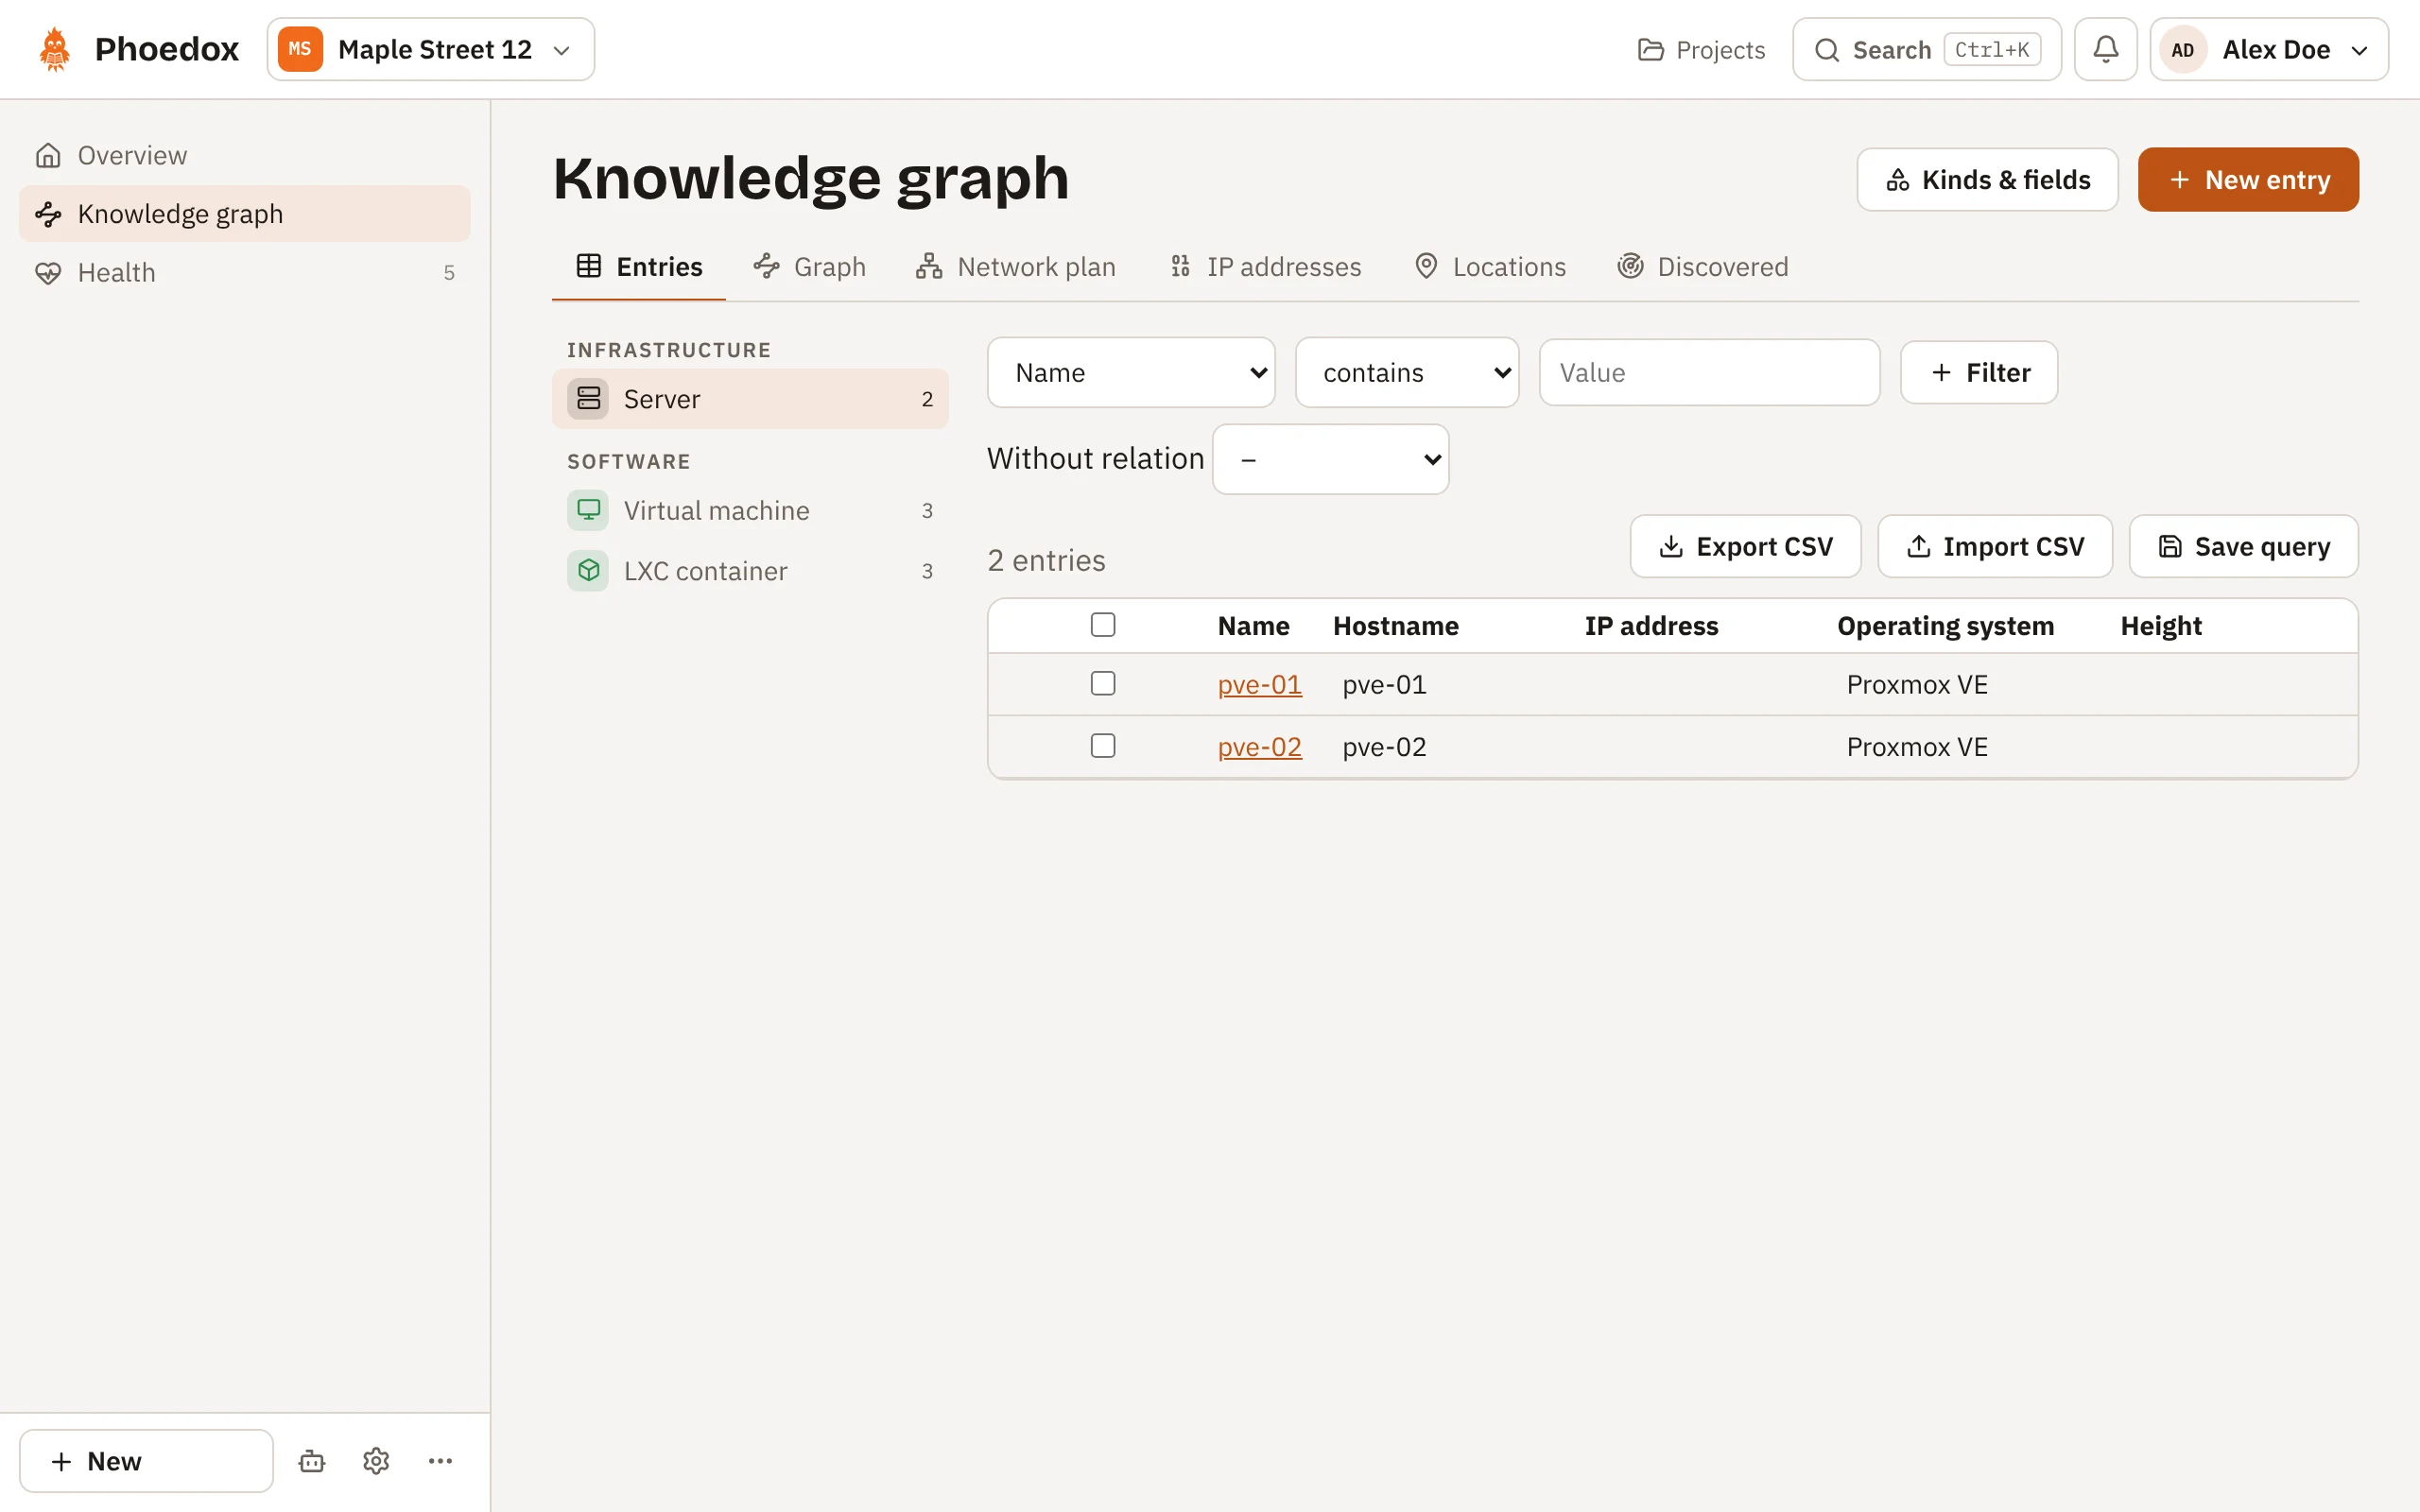 Phoedox
MS Maple Street 12
Projects
Search Ctrl+K
AD Alex Doe
Overview
Knowledge graph
Health 5
Knowledge graph
Kinds & fields
New entry
Entries Graph Network plan IP addresses Locations Discovered
INFRASTRUCTURE
Server 2
SOFTWARE
Virtual machine 3
LXC container 3
Name contains Value + Filter
Without relation –
2 entries
Export CSV Import CSV Save query
Name Hostname IP address Operating system Height
pve-01 pve-01 Proxmox VE
pve-02 pve-02 Proxmox VE
+ New